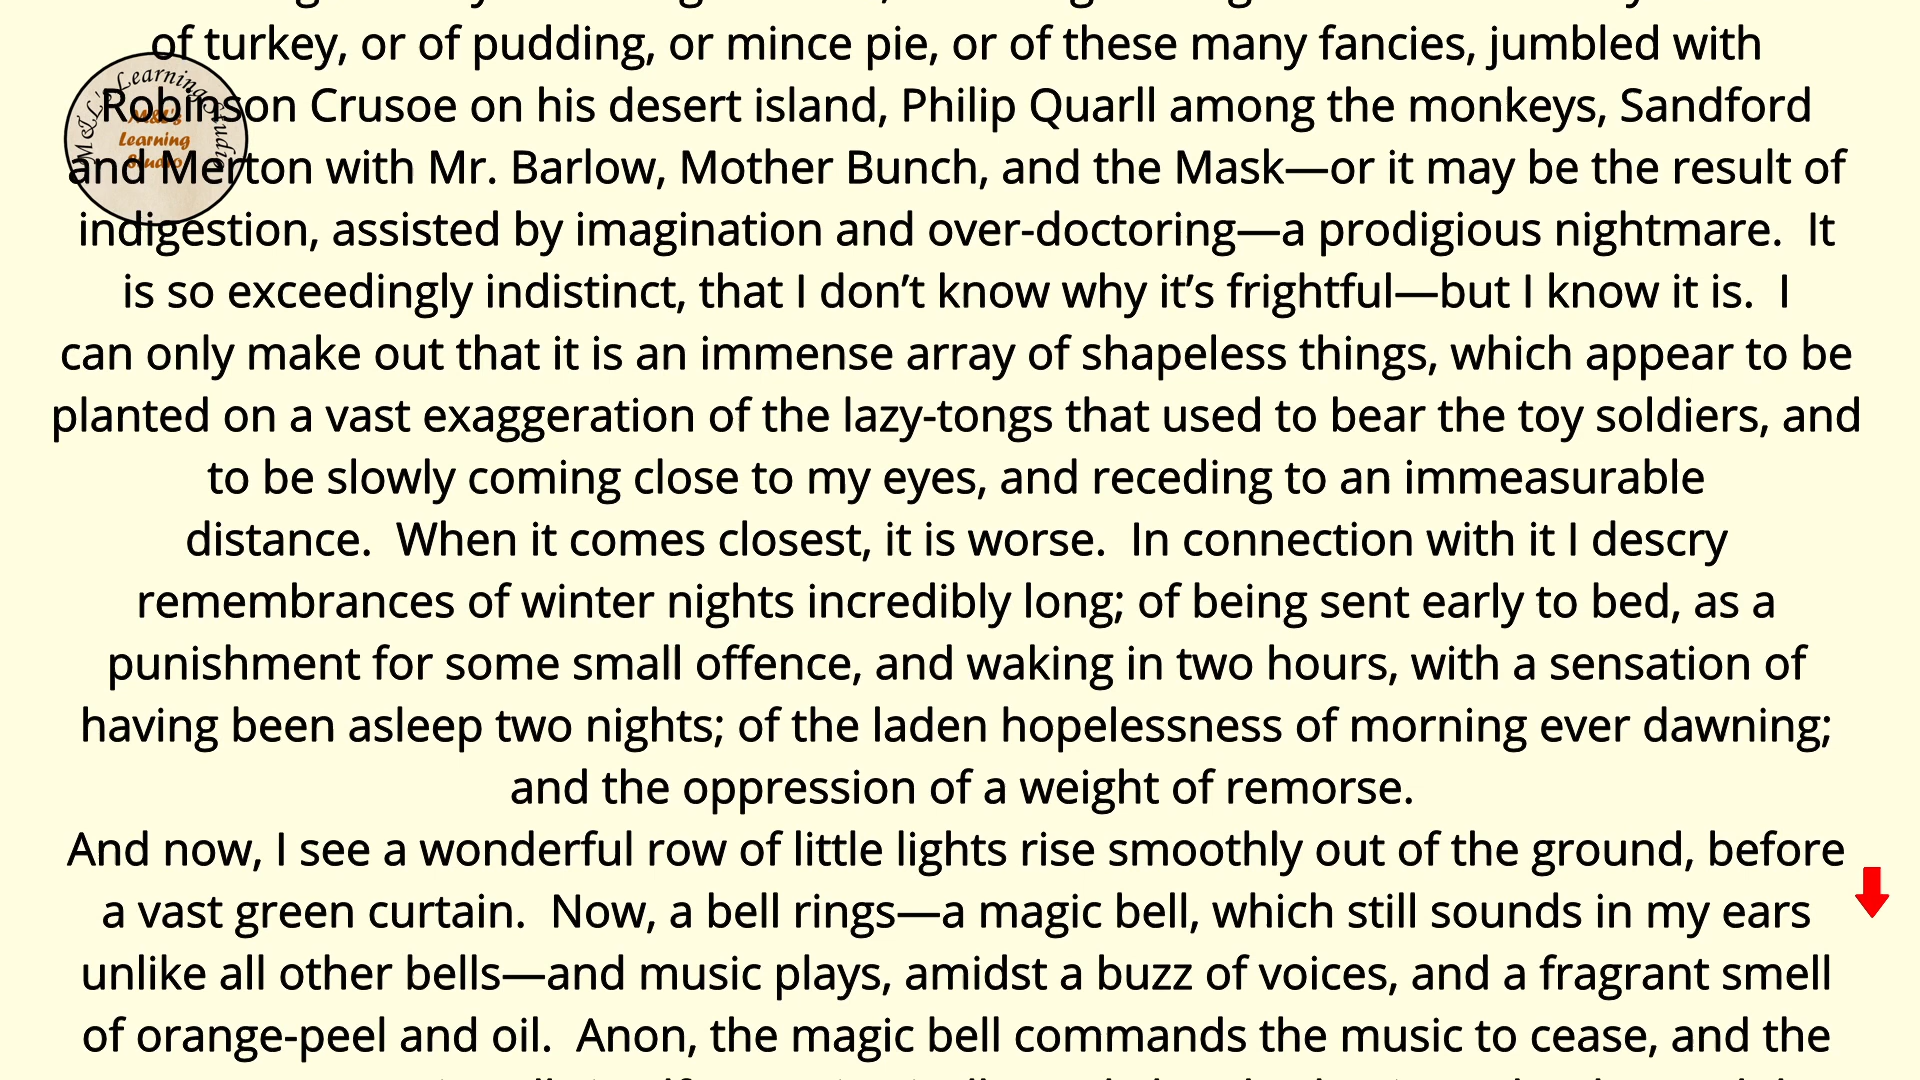 of turkey, or of pudding, or mince pie, or of these many fancies, jumbled with
Robinson Crusoe on his desert island, Philip Quarll among the monkeys, Sandford
and Merton with Mr. Barlow, Mother Bunch, and the Mask—or it may be the result of
indigestion, assisted by imagination and over-doctoring—a prodigious nightmare.  It
is so exceedingly indistinct, that I don’t know why it’s frightful—but I know it is.  I
can only make out that it is an immense array of shapeless things, which appear to be
planted on a vast exaggeration of the lazy-tongs that used to bear the toy soldiers, and
to be slowly coming close to my eyes, and receding to an immeasurable
distance.  When it comes closest, it is worse.  In connection with it I descry
remembrances of winter nights incredibly long; of being sent early to bed, as a
punishment for some small offence, and waking in two hours, with a sensation of
having been asleep two nights; of the laden hopelessness of morning ever dawning;
and the oppression of a weight of remorse.
And now, I see a wonderful row of little lights rise smoothly out of the ground, before
a vast green curtain.  Now, a bell rings—a magic bell, which still sounds in my ears
unlike all other bells—and music plays, amidst a buzz of voices, and a fragrant smell
of orange-peel and oil.  Anon, the magic bell commands the music to cease, and the
M&L's Learning Studio
M&L's
Learning
Studio